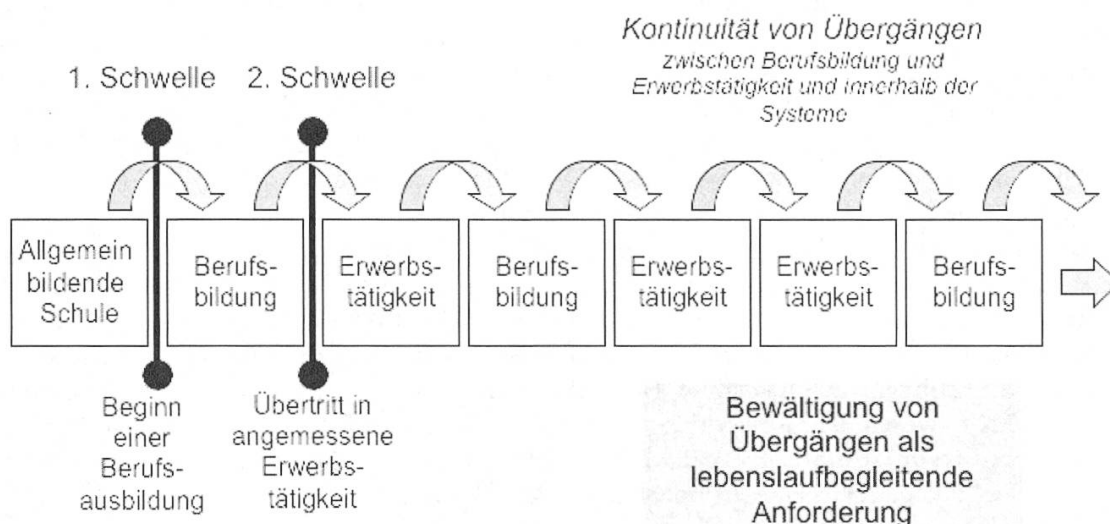 Kontinuität von Übergängen
zwischen Berufsbildung und
Erwerbstätigkeit und innerhalb der
Systeme
1. Schwelle
2. Schwelle
Allgemein
bildende
Schule
Berufs-
bildung
Erwerbs-
tätigkeit
Berufs-
bildung
Erwerbs-
tätigkeit
Erwerbs-
tätigkeit
Berufs-
bildung
Beginn
einer
Berufs-
ausbildung
Übertritt in
angemessene
Erwerbs-
tätigkeit
Bewältigung von
Übergängen als
lebenslaufbegleitende
Anforderung